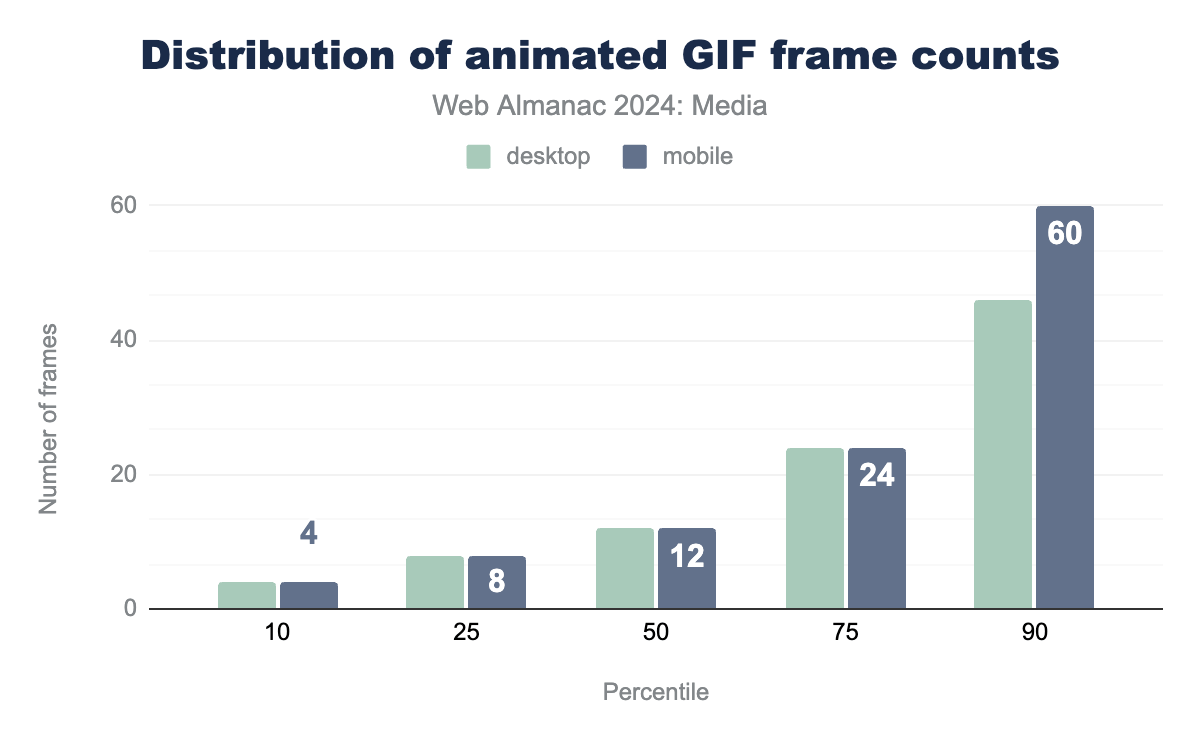 Distribution of animated GIF frame counts
Web Almanac 2024: Media
desktop mobile
Number of frames
60
40
20
0
4
8
12
24
60
10 25 50 75 90
Percentile